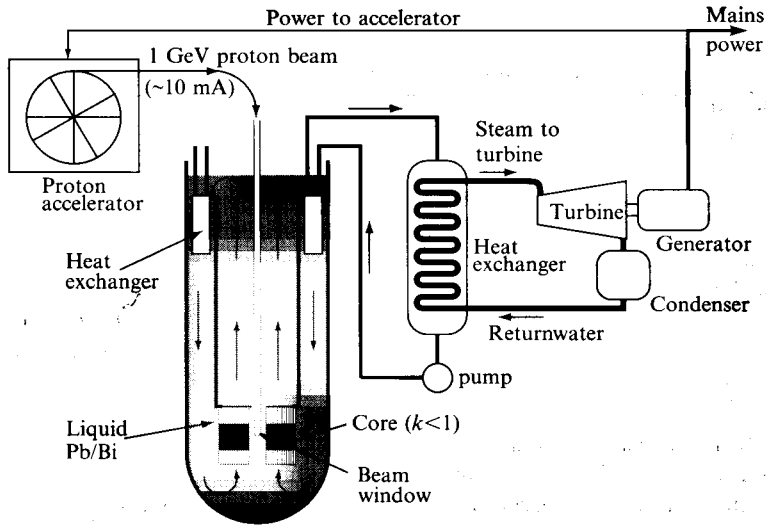 Power to accelerator
Mains
power
1 GeV proton beam
(~10 mA)
Proton
accelerator
Steam to
turbine
Turbine
Generator
Heat
exchanger
Heat
exchanger
Condenser
Returnwater
pump
Liquid
Pb/Bi
Core (k<1)
Beam
window